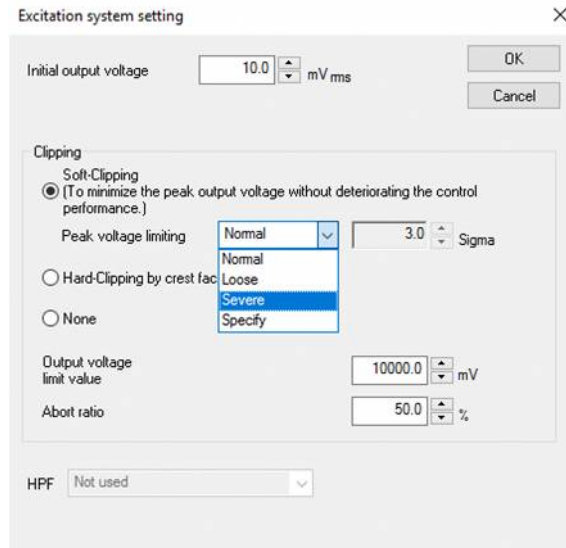 Excitation system setting
OK
Initial output voltage 10.0 mV rms
Cancel
Clipping
Soft-Clipping
(To minimize the peak output voltage without deteriorating the control
performance.)
Peak voltage limiting Normal 3.0 Sigma
Normal
Hard-Clipping by crest fac Loose
Severe
None Specify
Output voltage
limit value 10000.0 mV
Abort ratio 50.0 %
HPF Not used